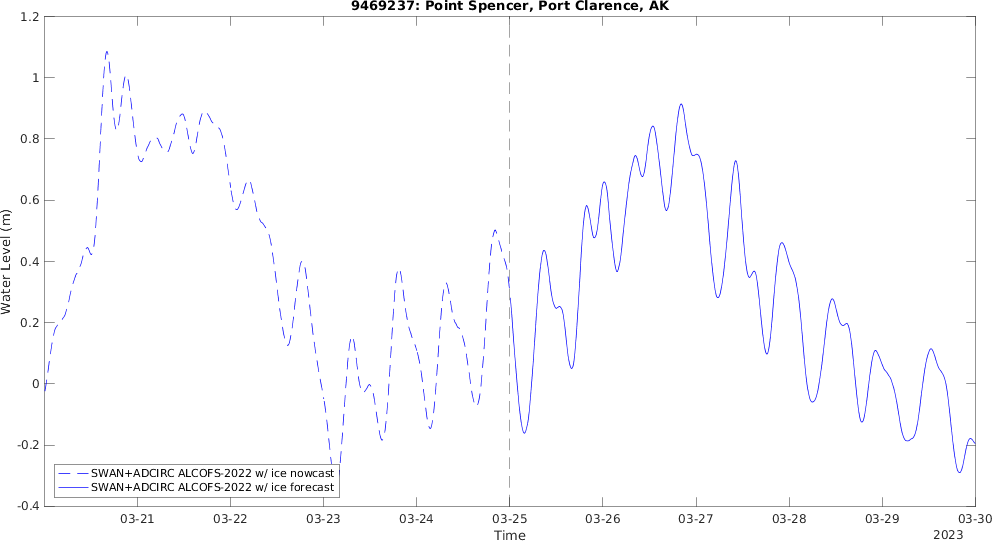 9469237: Point Spencer, Port Clarence, AK
1.2
1
0.8
0.6
0.4
0.2
0
-0.2
-0.4
Water Level (m)
SWAN+ADCIRC ALCOFS-2022 w/ ice nowcast
SWAN+ADCIRC ALCOFS-2022 w/ ice forecast
03-21 03-22 03-23 03-24 03-25 03-26 03-27 03-28 03-29 03-30
Time
2023